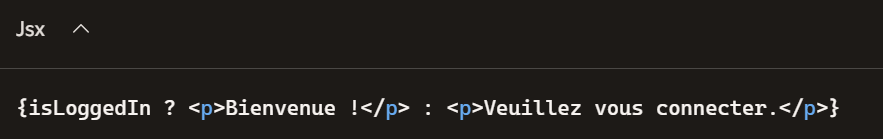 Jsx
{isLoggedIn ? <p>Bienvenue !</p> : <p>Veuillez vous connecter.</p>}